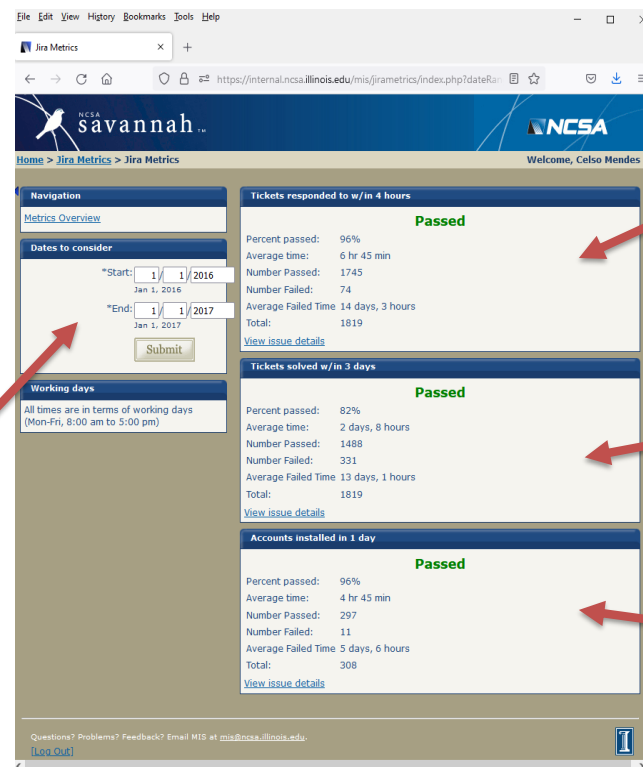 File Edit View History Bookmarks Tools Help
Jira Metrics
https://internal.ncsa.illinois.edu/mis/jirametrics/index.php?dateRan
NCSA
savannah™
NCSA
Home > Jira Metrics > Jira Metrics
Welcome, Celso Mendes
Navigation
Metrics Overview
Dates to consider
*Start: 1/ 1/ 2016
Jan 1, 2016
*End: 1/ 1/ 2017
Jan 1, 2017
Submit
Working days
All times are in terms of working days
(Mon-Fri, 8:00 am to 5:00 pm)
Tickets responded to w/in 4 hours
Passed
Percent passed: 96%
Average time: 6 hr 45 min
Number Passed: 1745
Number Failed: 74
Average Failed Time 14 days, 3 hours
Total: 1819
View issue details
Tickets solved w/in 3 days
Passed
Percent passed: 82%
Average time: 2 days, 8 hours
Number Passed: 1488
Number Failed: 331
Average Failed Time 13 days, 1 hours
Total: 1819
View issue details
Accounts installed in 1 day
Passed
Percent passed: 96%
Average time: 4 hr 45 min
Number Passed: 297
Number Failed: 11
Average Failed Time 5 days, 6 hours
Total: 308
View issue details
Questions? Problems? Feedback? Email MIS at mis@ncsa.illinois.edu.
[Log Out]
I